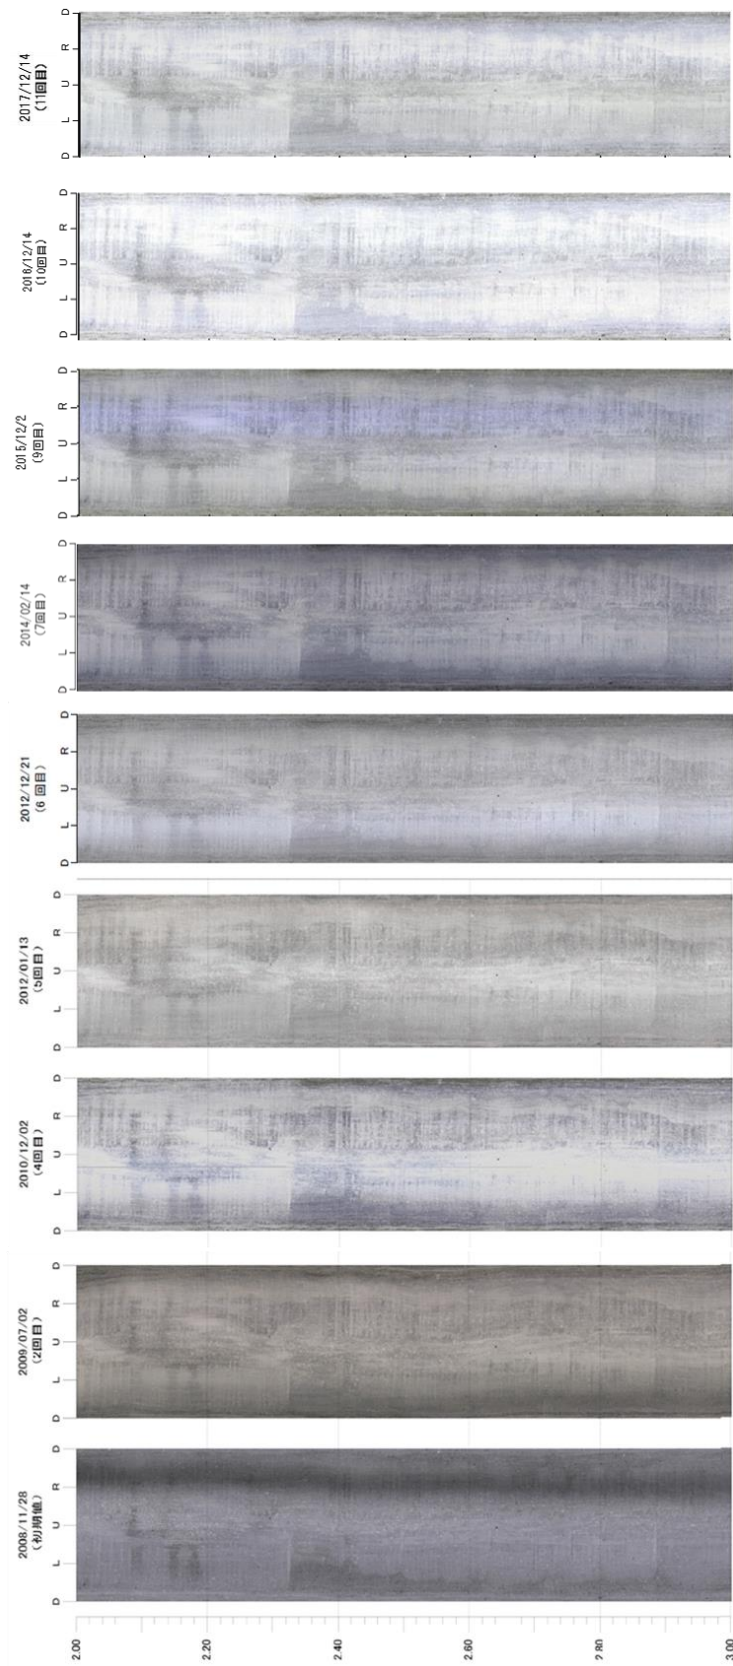 2017/12/14
(11回目)
D
R
U
L
D
2016/12/14
(10回目)
D
R
U
L
D
2015/12/2
(9回目)
D
R
U
L
D
2014/02/14
(7回目)
D
R
U
L
D
2012/12/21
(6 回目)
D
R
U
L
D
2012/01/13
(5回目)
D
R
U
L
D
2010/12/02
(4回目)
D
R
U
L
D
2009/07/02
(2回目)
D
R
U
L
D
2008/11/28
(初期値)
D
R
U
L
D
2.00
2.20
2.40
2.60
2.80
3.00